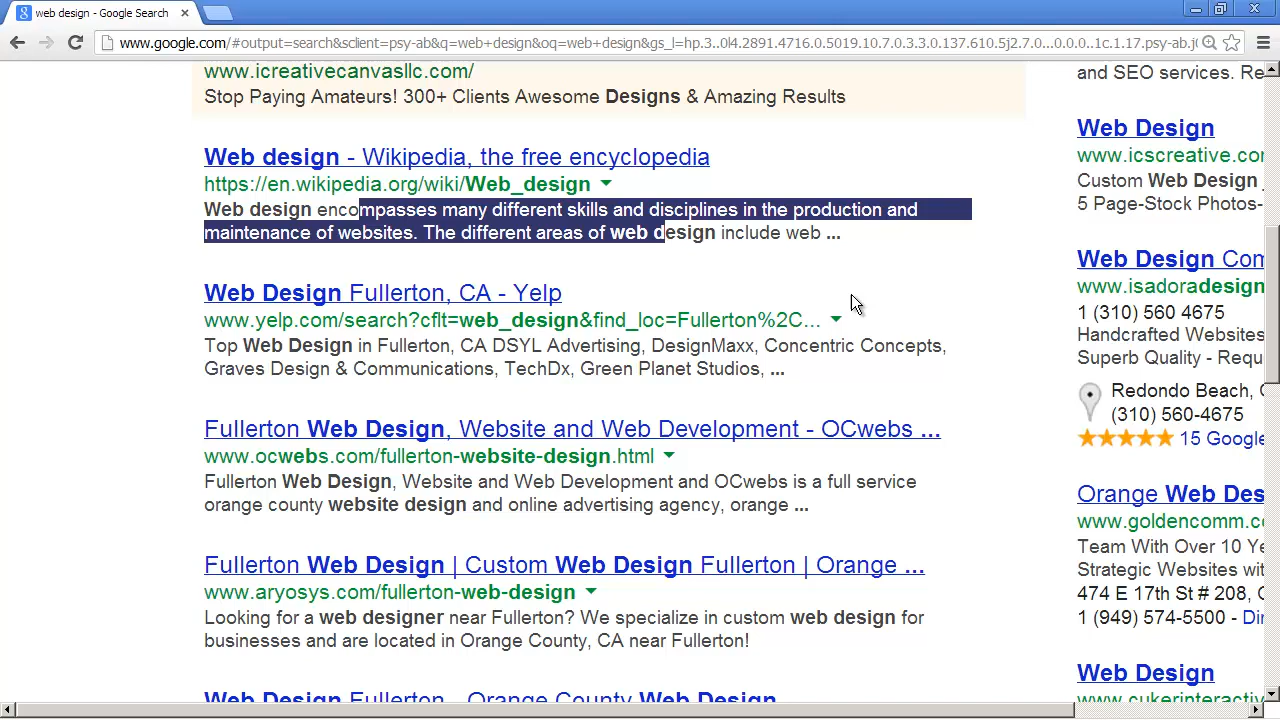 web design - Google Search
www.google.com/#output=search&sclient=psy-ab&q=web+design&oq=web+design&gs_l=hp.3..0l4.2891.4716.0.5019.10.7.0.3.3.0.137.610.5j2.7.0...0.0.0..1c.1.17.psy-ab.j
www.icreativecanvasllc.com/
Stop Paying Amateurs! 300+ Clients Awesome Designs & Amazing Results
Web design - Wikipedia, the free encyclopedia
https://en.wikipedia.org/wiki/Web_design
Web design encompasses many different skills and disciplines in the production and
maintenance of websites. The different areas of web design include web ...
Web Design Fullerton, CA - Yelp
www.yelp.com/search?cflt=web_design&find_loc=Fullerton%2C...
Top Web Design in Fullerton, CA DSYL Advertising, DesignMaxx, Concentric Concepts,
Graves Design & Communications, TechDx, Green Planet Studios, ...
Fullerton Web Design, Website and Web Development - OCwebs ...
www.ocwebs.com/fullerton-website-design.html
Fullerton Web Design, Website and Web Development and OCwebs is a full service
orange county website design and online advertising agency, orange ...
Fullerton Web Design | Custom Web Design Fullerton | Orange ...
www.aryosys.com/fullerton-web-design
Looking for a web designer near Fullerton? We specialize in custom web design for
businesses and are located in Orange County, CA near Fullerton!
Web Design Fullerton - Orange County Web Design
and SEO services. Re
Web Design
www.icscreative.co
Custom Web Design
5 Page-Stock Photos-
Web Design Com
www.isadoradesign
1 (310) 560 4675
Handcrafted Websites
Superb Quality - Requ
Redondo Beach, C
(310) 560-4675
15 Google
Orange Web Des
www.goldencomm.c
Team With Over 10 Ye
Strategic Websites wit
474 E 17th St # 208, C
1 (949) 574-5500 - Dir
Web Design
www.cukerinteractiv